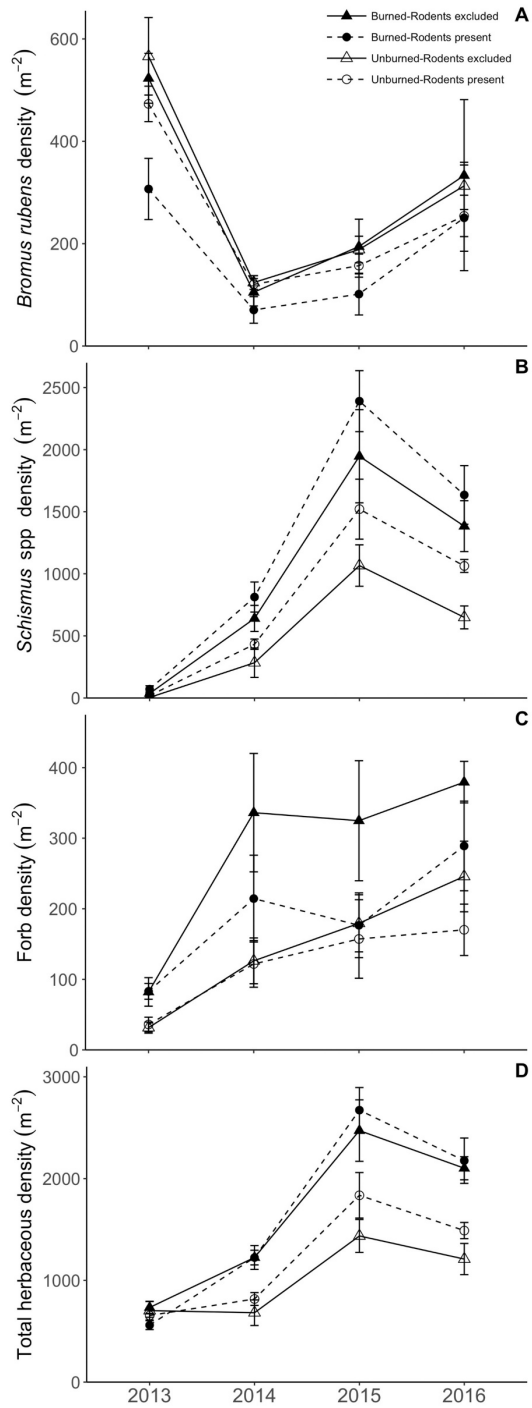 A
Burned-Rodents excluded
Burned-Rodents present
Unburned-Rodents excluded
Unburned-Rodents present
Bromus rubens density (m⁻²)
600
400
200
0
B
Schismus spp density (m⁻²)
2500
2000
1500
1000
500
0
C
Forb density (m⁻²)
400
300
200
100
0
D
Total herbaceous density (m⁻²)
3000
2000
1000
0
2013 2014 2015 2016